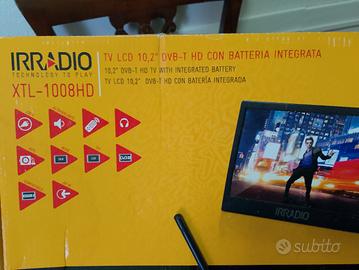 IRRADIO
TECHNOLOGY TO PLAY
XTL-1008HD
TV LCD 10,2" DVB-T HD CON BATTERIA INTEGRATA
10,2" DVB-T HD TV WITH INTEGRATED BATTERY
TV LCD 10,2" DVB-T HD CON BATERÍA INTEGRADA
IRRADIO
subito